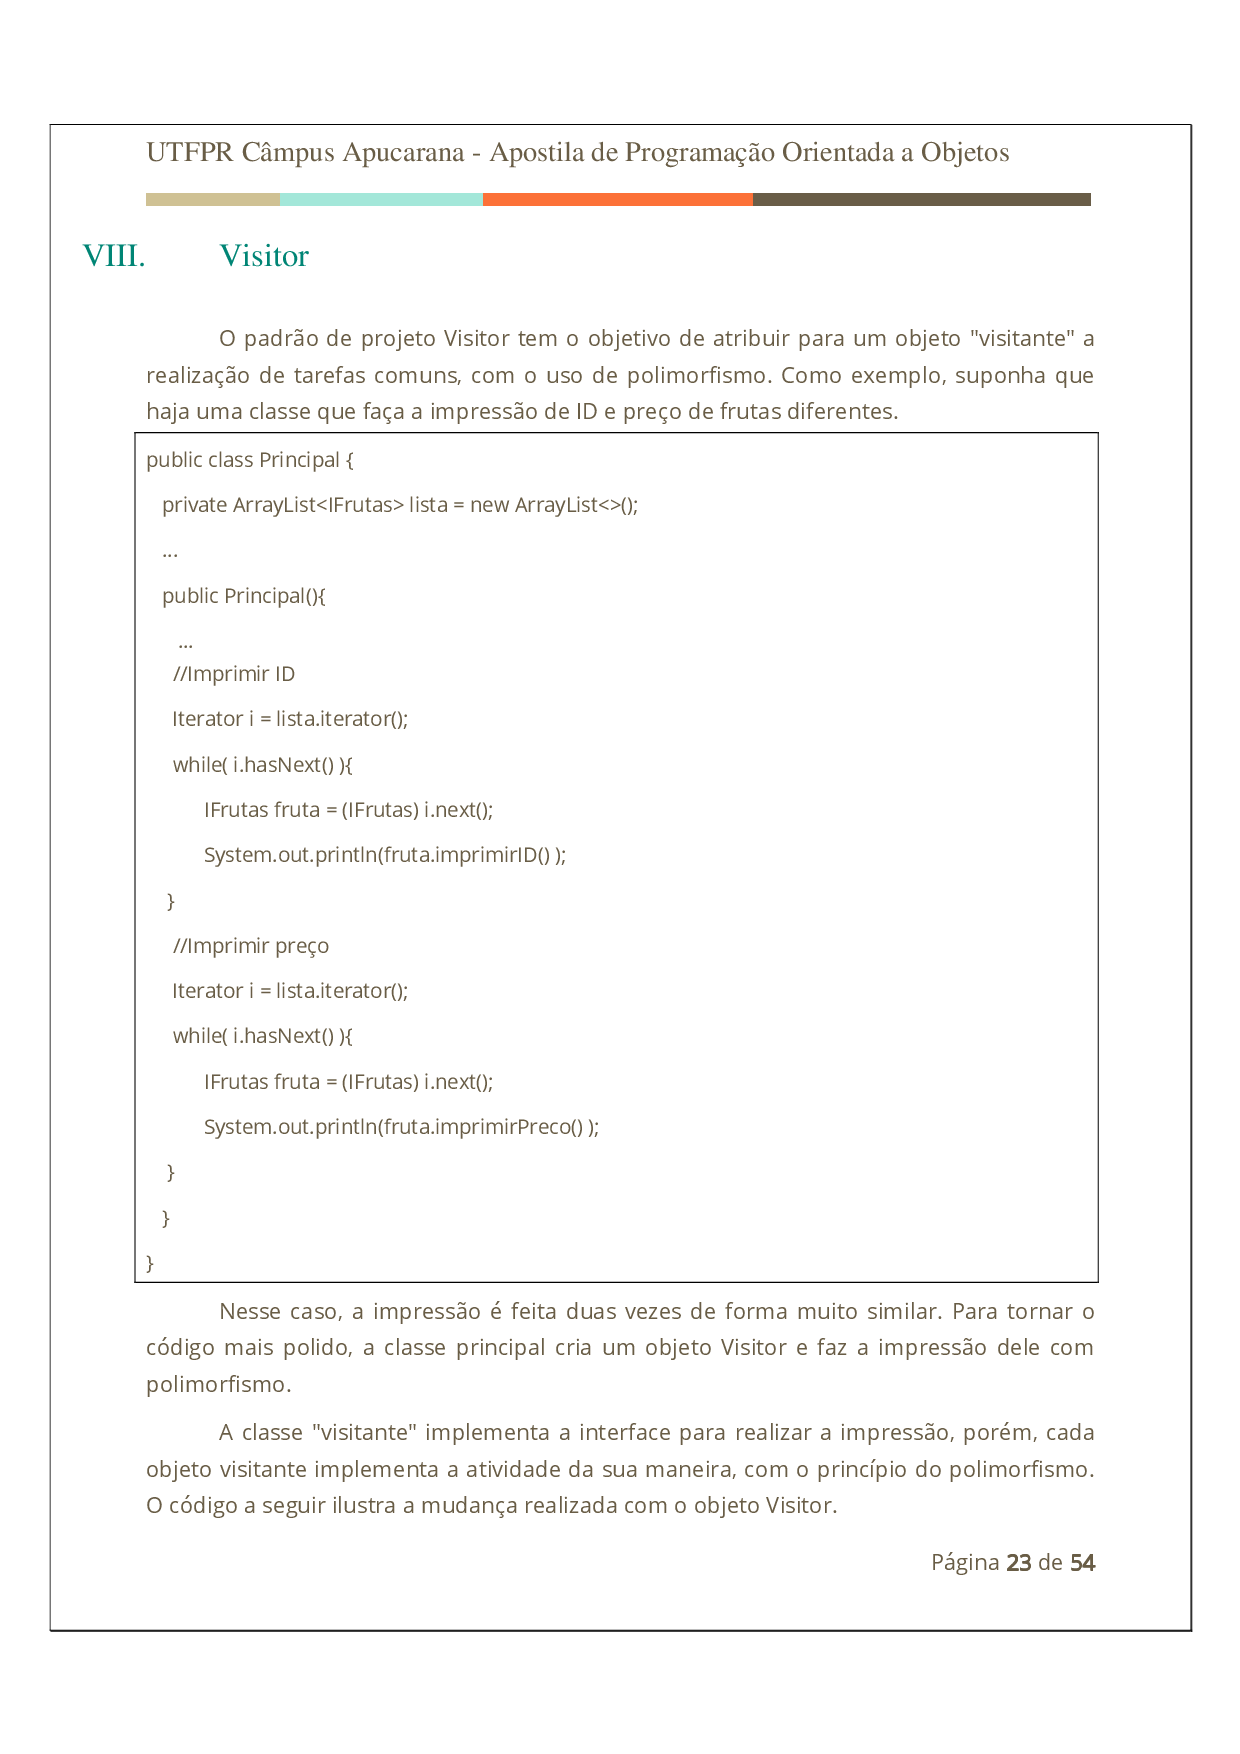 UTFPR Câmpus Apucarana - Apostila de Programação Orientada a Objetos
VIII. Visitor
O padrão de projeto Visitor tem o objetivo de atribuir para um objeto "visitante" a
realização de tarefas comuns, com o uso de polimorfismo. Como exemplo, suponha que
haja uma classe que faça a impressão de ID e preço de frutas diferentes.
public class Principal {
private ArrayList<IFrutas> lista = new ArrayList<>();
...
public Principal(){
...
//Imprimir ID
Iterator i = lista.iterator();
while( i.hasNext() ){
IFrutas fruta = (IFrutas) i.next();
System.out.println(fruta.imprimirID() );
}
//Imprimir preço
Iterator i = lista.iterator();
while( i.hasNext() ){
IFrutas fruta = (IFrutas) i.next();
System.out.println(fruta.imprimirPreco() );
}
}
}
Nesse caso, a impressão é feita duas vezes de forma muito similar. Para tornar o
código mais polido, a classe principal cria um objeto Visitor e faz a impressão dele com
polimorfismo.
A classe "visitante" implementa a interface para realizar a impressão, porém, cada
objeto visitante implementa a atividade da sua maneira, com o princípio do polimorfismo.
O código a seguir ilustra a mudança realizada com o objeto Visitor.
Página 23 de 54